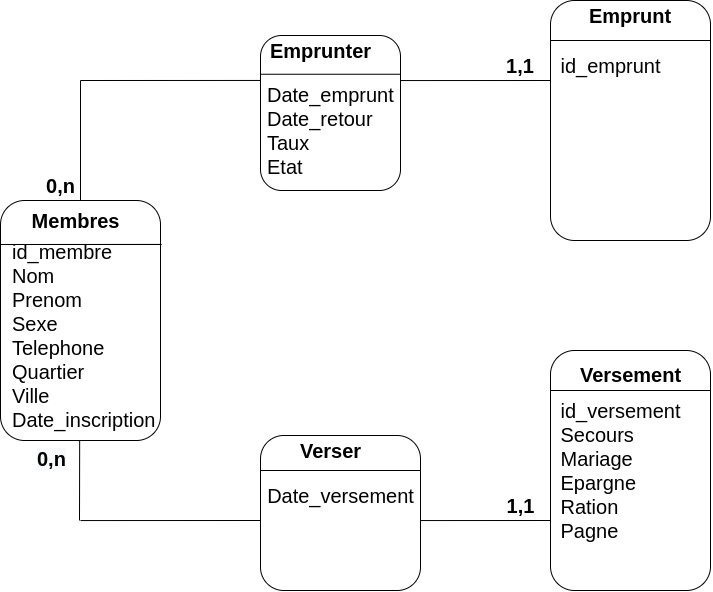 Emprunt
id_emprunt
Emprunter
Date_emprunt
Date_retour
Taux
Etat
1,1
0,n
Membres
id_membre
Nom
Prenom
Sexe
Telephone
Quartier
Ville
Date_inscription
0,n
Verser
Date_versement
1,1
Versement
id_versement
Secours
Mariage
Epargne
Ration
Pagne